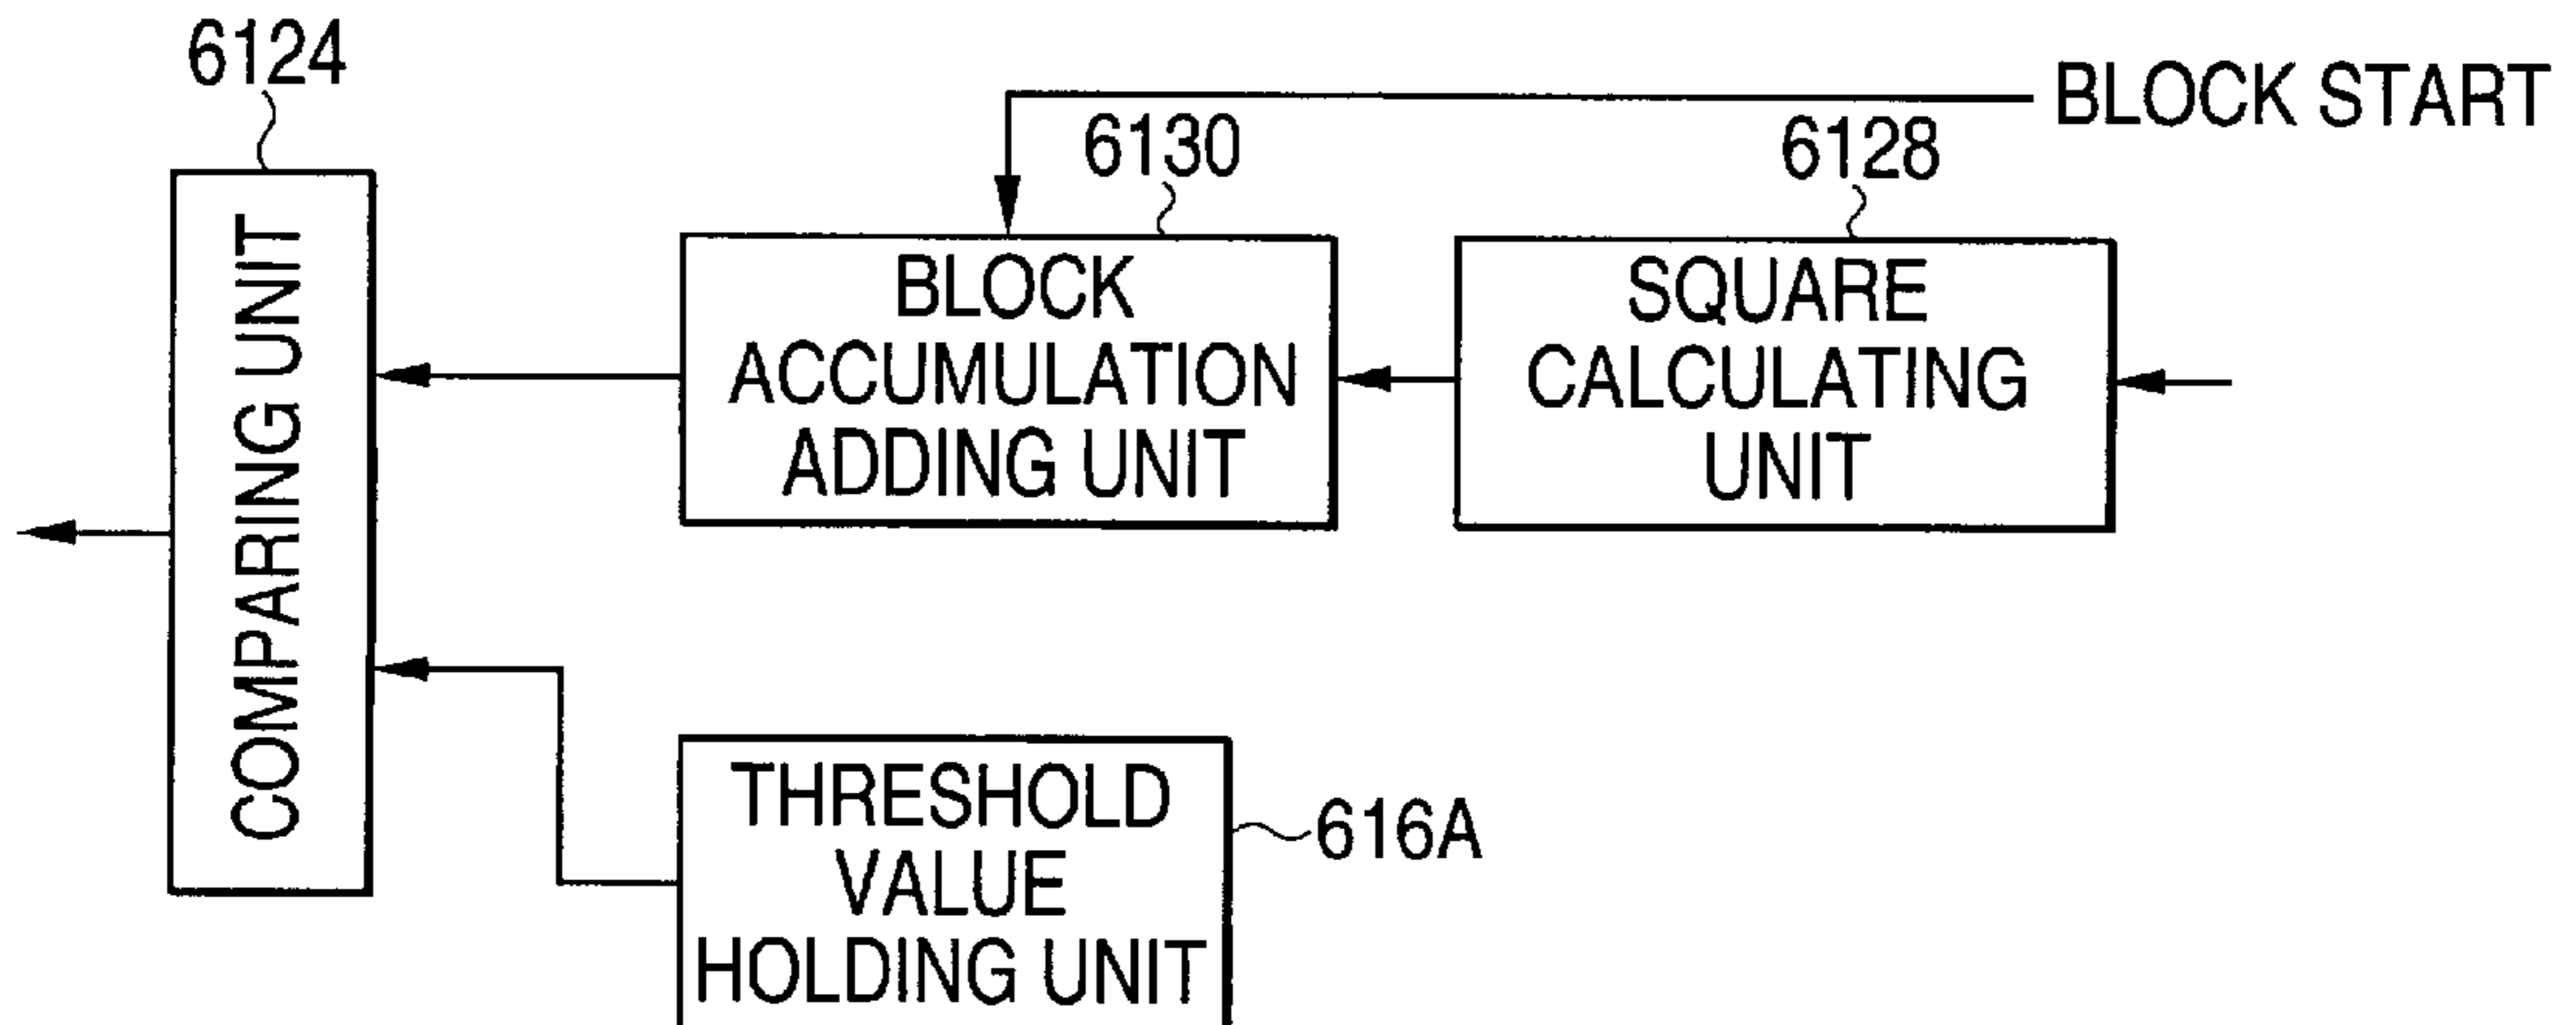 6124
BLOCK START
6130
6128
COMPARING UNIT
BLOCK
ACCUMULATION
ADDING UNIT
SQUARE
CALCULATING
UNIT
THRESHOLD
VALUE
HOLDING UNIT
616A